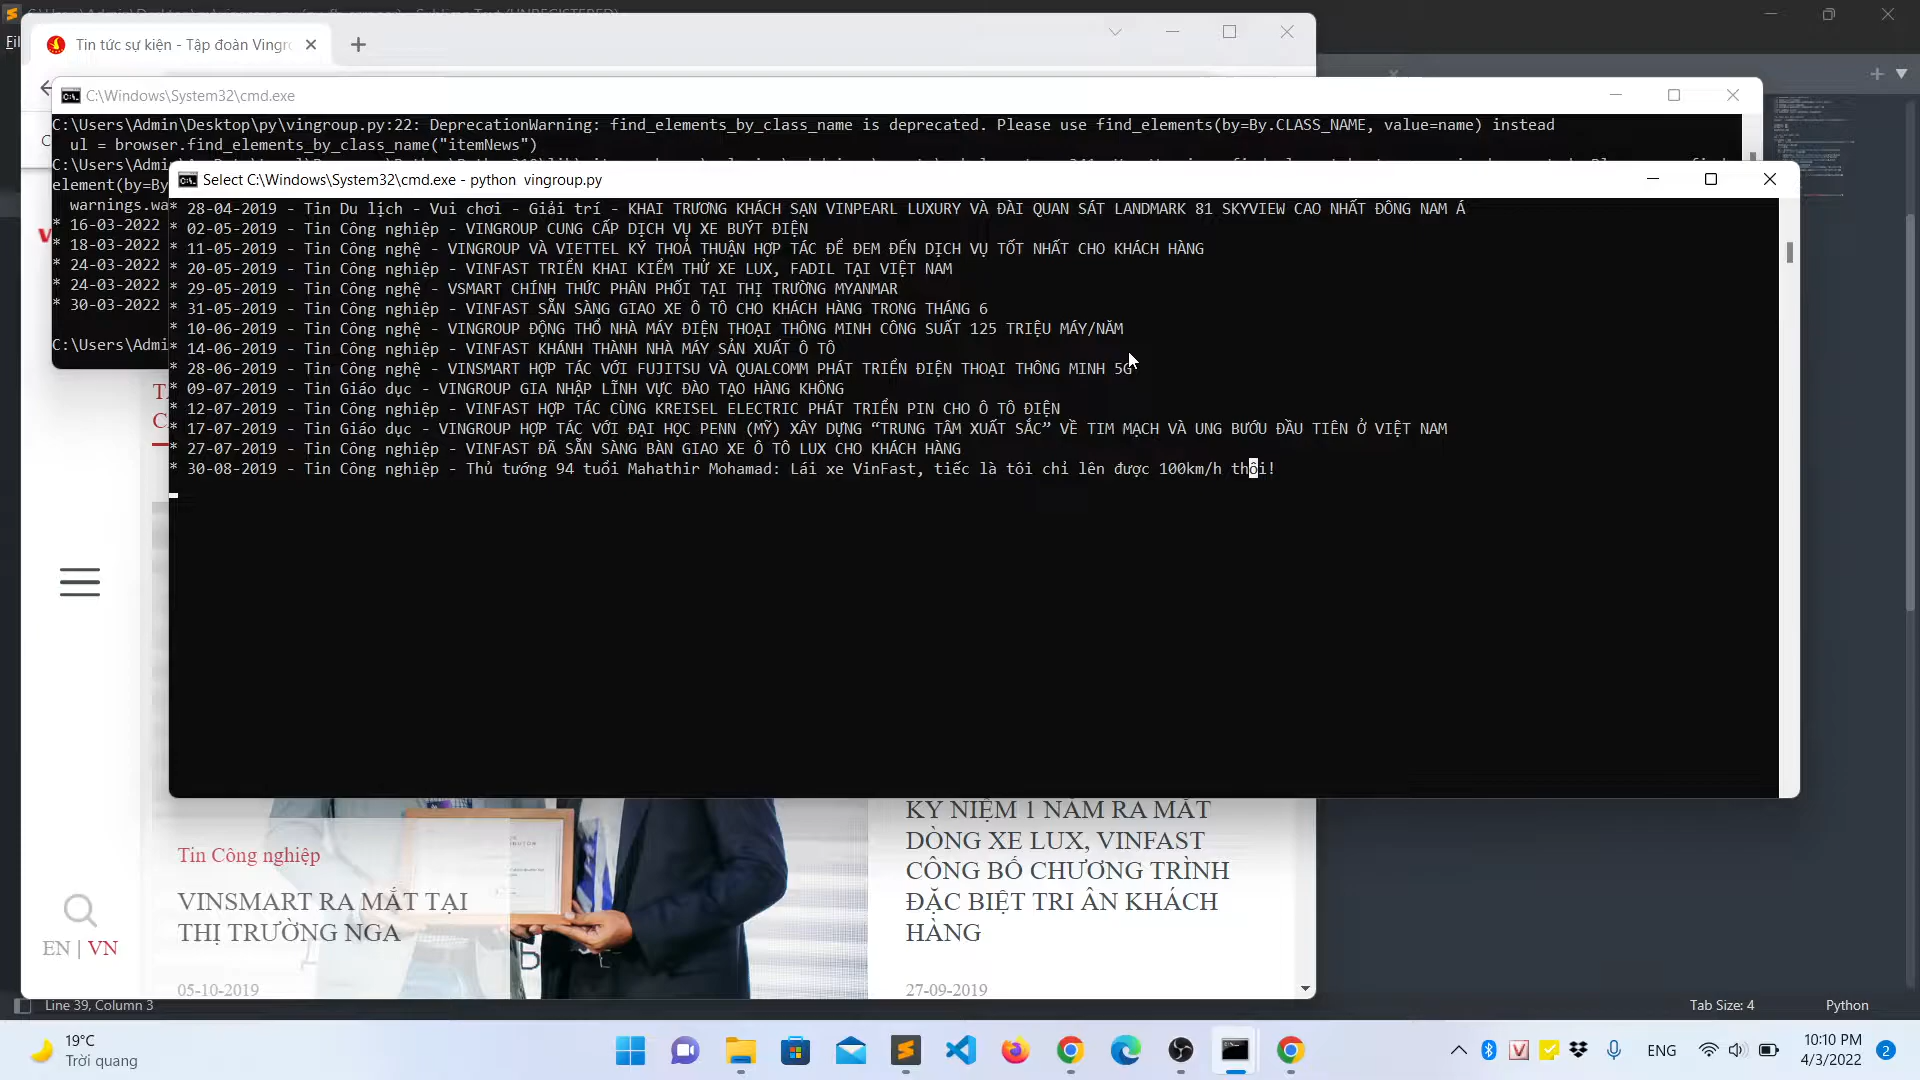 Tin tức sự kiện - Tập đoàn Vingr
C:\Windows\System32\cmd.exe
C:\Users\Admin\Desktop\py\vingroup.py:22: DeprecationWarning: find_elements_by_class_name is deprecated. Please use find_elements(by=By.CLASS_NAME, value=name) instead
ul = browser.find_elements_by_class_name("itemNews")
element(by=By
warnings.wa
* 16-03-2022
* 18-03-2022
* 24-03-2022
* 24-03-2022
* 30-03-2022
C:\Users\Admi
Select C:\Windows\System32\cmd.exe - python vingroup.py
* 28-04-2019 - Tin Du lịch - Vui chơi - Giải trí - KHAI TRƯƠNG KHÁCH SẠN VINPEARL LUXURY VÀ ĐÀI QUAN SÁT LANDMARK 81 SKYVIEW CAO NHẤT ĐÔNG NAM Á
* 02-05-2019 - Tin Công nghiệp - VINGROUP CUNG CẤP DỊCH VỤ XE BUÝT ĐIỆN
* 11-05-2019 - Tin Công nghệ - VINGROUP VÀ VIETTEL KÝ THOẢ THUẬN HỢP TÁC ĐỂ ĐEM ĐẾN DỊCH VỤ TỐT NHẤT CHO KHÁCH HÀNG
* 20-05-2019 - Tin Công nghiệp - VINFAST TRIỂN KHAI KIỂM THỬ XE LUX, FADIL TẠI VIỆT NAM
* 29-05-2019 - Tin Công nghệ - VSMART CHÍNH THỨC PHÂN PHỐI TẠI THỊ TRƯỜNG MYANMAR
* 31-05-2019 - Tin Công nghiệp - VINFAST SẴN SÀNG GIAO XE Ô TÔ CHO KHÁCH HÀNG TRONG THÁNG 6
* 10-06-2019 - Tin Công nghệ - VINGROUP ĐỘNG THỔ NHÀ MÁY ĐIỆN THOẠI THÔNG MINH CÔNG SUẤT 125 TRIỆU MÁY/NĂM
* 14-06-2019 - Tin Công nghiệp - VINFAST KHÁNH THÀNH NHÀ MÁY SẢN XUẤT Ô TÔ
* 28-06-2019 - Tin Công nghệ - VINSMART HỢP TÁC VỚI FUJITSU VÀ QUALCOMM PHÁT TRIỂN ĐIỆN THOẠI THÔNG MINH 5G
* 09-07-2019 - Tin Giáo dục - VINGROUP GIA NHẬP LĨNH VỰC ĐÀO TẠO HÀNG KHÔNG
* 12-07-2019 - Tin Công nghiệp - VINFAST HỢP TÁC CÙNG KREISEL ELECTRIC PHÁT TRIỂN PIN CHO Ô TÔ ĐIỆN
* 17-07-2019 - Tin Giáo dục - VINGROUP HỢP TÁC VỚI ĐẠI HỌC PENN (MỸ) XÂY DỰNG “TRUNG TÂM XUẤT SẮC” VỀ TIM MẠCH VÀ UNG BƯỚU ĐẦU TIÊN Ở VIỆT NAM
* 27-07-2019 - Tin Công nghiệp - VINFAST ĐÃ SẴN SÀNG BÀN GIAO XE Ô TÔ LUX CHO KHÁCH HÀNG
* 30-08-2019 - Tin Công nghiệp - Thủ tướng 94 tuổi Mahathir Mohamad: Lái xe VinFast, tiếc là tôi chỉ lên được 100km/h thôi!
Tin Công nghiệp
VINSMART RA MẮT TẠI
THỊ TRƯỜNG NGA
05-10-2019
KỶ NIỆM 1 NĂM RA MẮT
DÒNG XE LUX, VINFAST
CÔNG BỐ CHƯƠNG TRÌNH
ĐẶC BIỆT TRI ÂN KHÁCH
HÀNG
27-09-2019
EN | VN
Line 39, Column 3
Tab Size: 4
Python
19°C
Trời quang
ENG
10:10 PM
4/3/2022
2